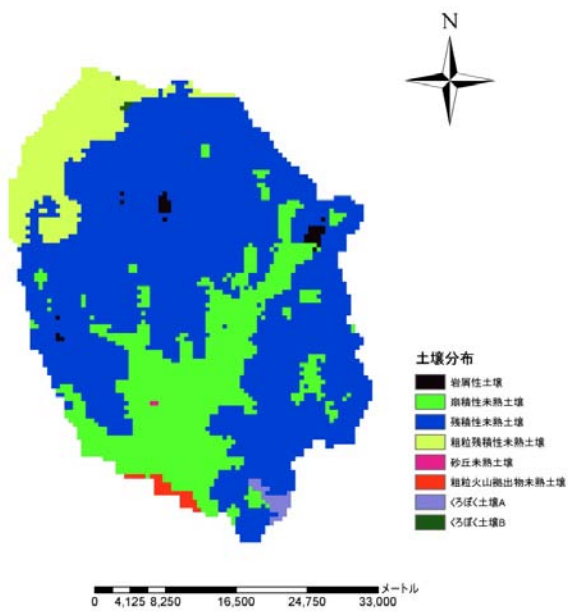 N
土壌分布
岩屑性土壌
崩積性未熟土壌
残積性未熟土壌
粗粒残積性未熟土壌
砂丘未熟土壌
粗粒火山拠出物未熟土壌
くろぼく土壌A
くろぼく土壌B
メートル
0 4,125 8,250 16,500 24,750 33,000